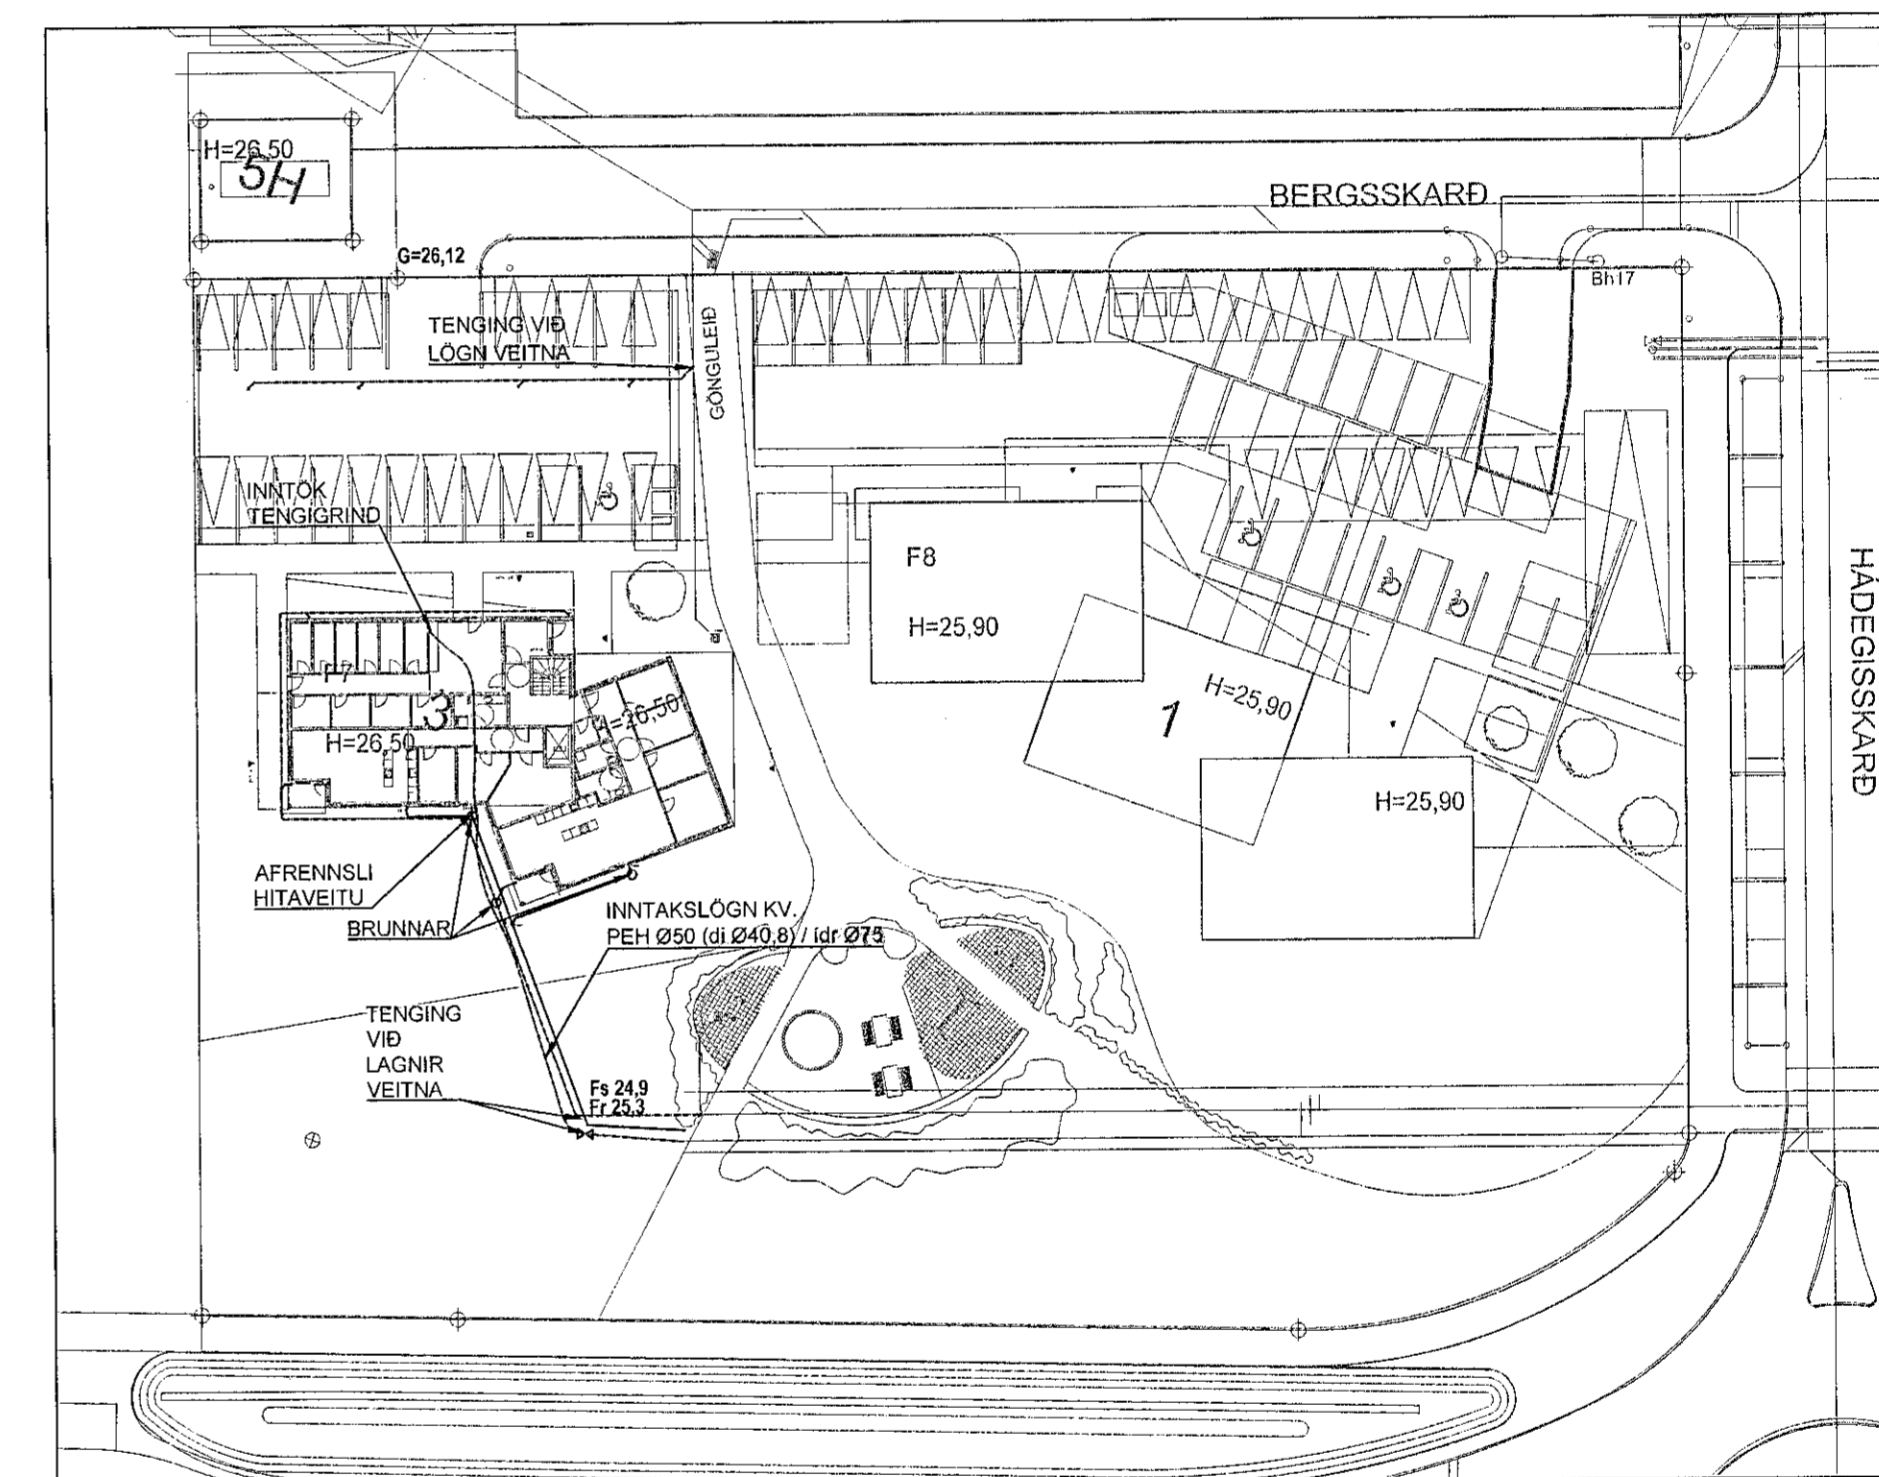 H=26,50
5H
BERGSSKARÐ
G=26,12
Bh17
TENGING VIÐ
LÖGN VEITNA
GÖNGULEIÐ
INNTÖK
TENGIGRIND
F8
H=25,90
HÁDEGISSKARÐ
F7
3
H=26,50
H=26,50
H=25,90
1
H=25,90
AFRENNSLI
HITAVEITU
BRUNNAR
INNTAKSLÖGN KV.
PEH Ø50 (di Ø40,8) / ídr Ø75
TENGING
VIÐ
LAGNIR
VEITNA
Fs 24,9
Fr 25,3